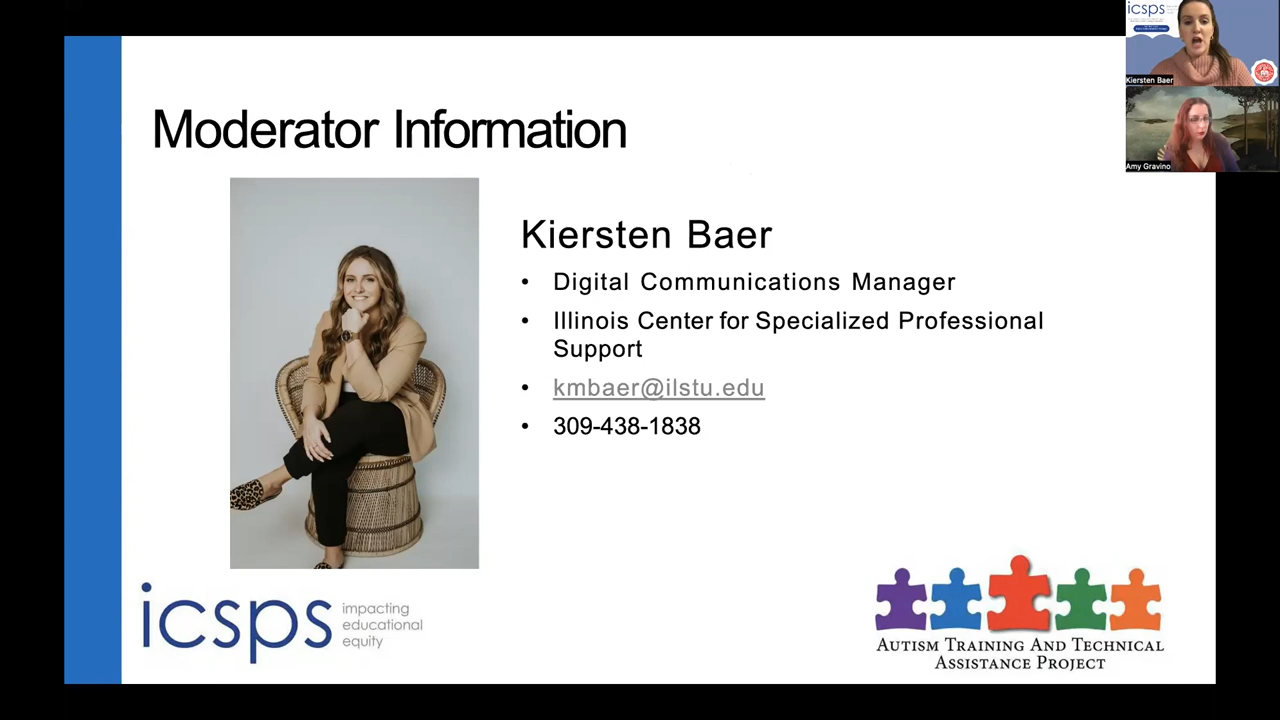 icsps
Kiersten Baer
Amy Gravino
Moderator Information
Kiersten Baer
• Digital Communications Manager
• Illinois Center for Specialized Professional
Support
• kmbaer@ilstu.edu
• 309-438-1838
icsps
impacting
educational
equity
AUTISM TRAINING AND TECHNICAL
ASSISTANCE PROJECT